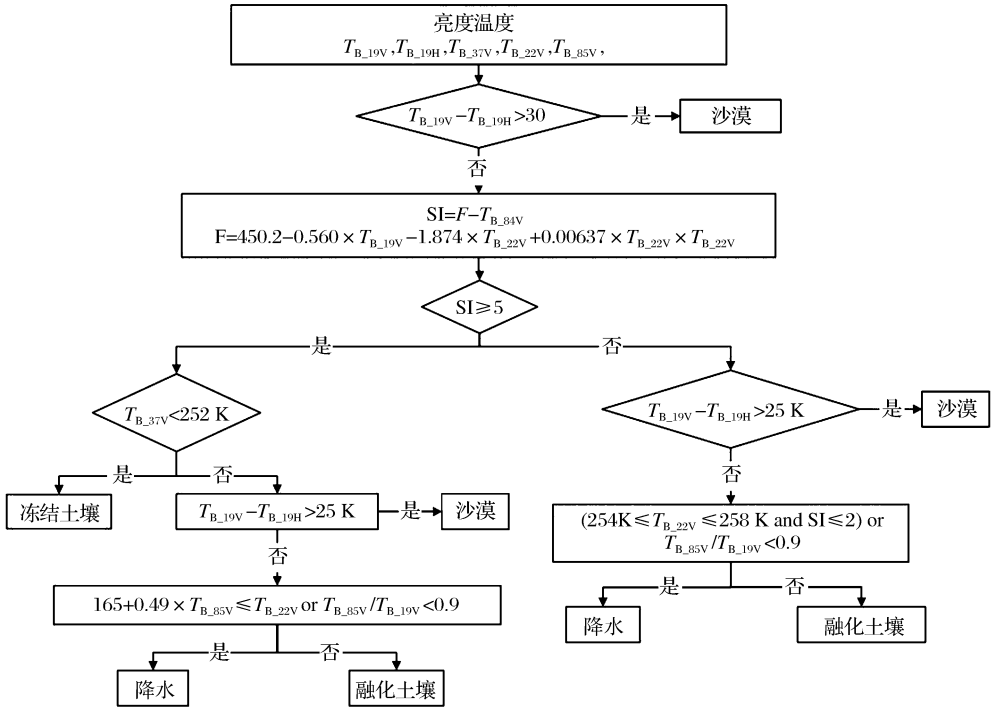 亮度温度
T_B_19V,T_B_19H,T_B_37V,T_B_22V,T_B_85V,
T_B_19V−T_B_19H>30
是
沙漠
否
SI=F−T_B_84V
F=450.2−0.560×T_B_19V−1.874×T_B_22V+0.00637×T_B_22V×T_B_22V
SI≥5
是
否
T_B_37V<252 K
T_B_19V−T_B_19H>25 K
是
沙漠
是
否
否
冻结土壤
T_B_19V−T_B_19H>25 K
是
沙漠
(254K≤T_B_22V≤258 K and SI≤2) or
T_B_85V/T_B_19V<0.9
否
是
否
165+0.49×T_B_85V≤T_B_22V or T_B_85V/T_B_19V<0.9
降水
融化土壤
是
否
降水
融化土壤